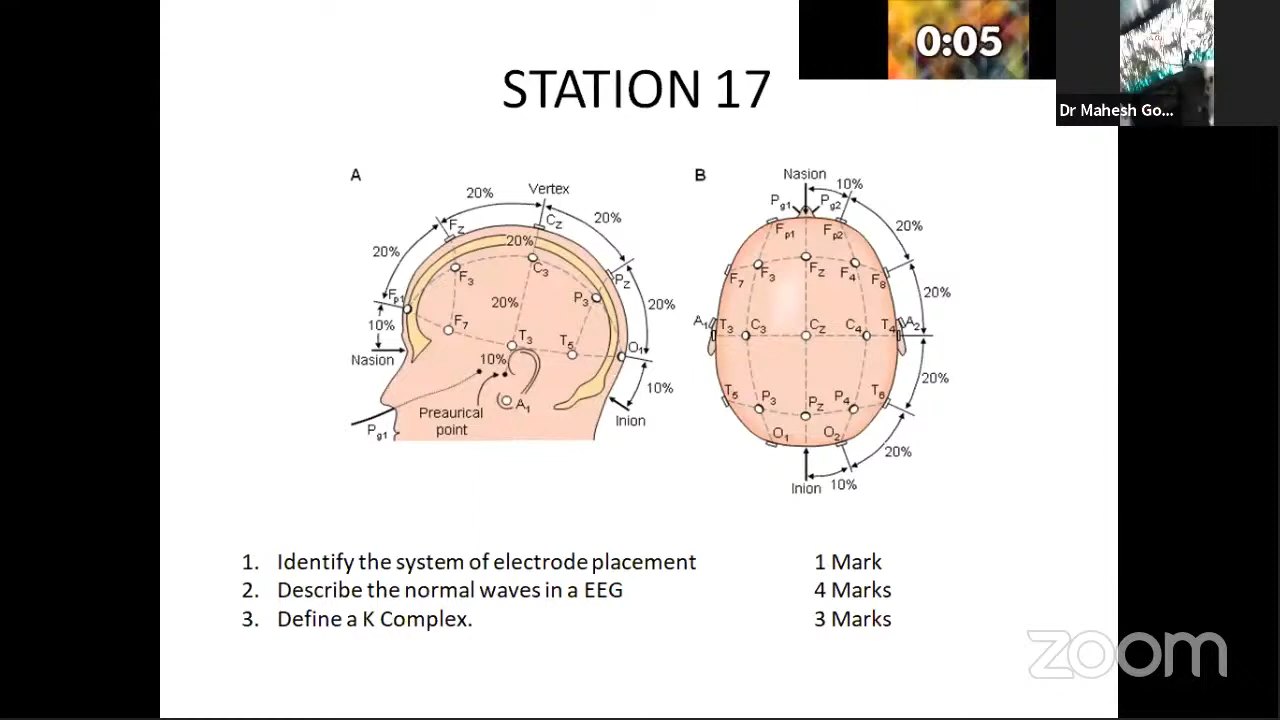 0:05
Dr Mahesh Go...
STATION 17
A
20%
Vertex
20%
Fz
Cz
20%
20%
C3
F3
Pz
Fp1
P3
20%
20%
10%
F7
T3
T5
O1
Nasion
10%
10%
A1
Preaurical
point
Inion
Pg1
B
Nasion
10%
Pg1
Pg2
Fp1
Fp2
20%
F7
F3
Fz
F4
F8
20%
A1
T3
C3
Cz
C4
T4
A2
20%
T5
P3
Pz
P4
T6
O1
O2
20%
Inion
10%
1. Identify the system of electrode placement 1 Mark
2. Describe the normal waves in a EEG 4 Marks
3. Define a K Complex. 3 Marks
zoom